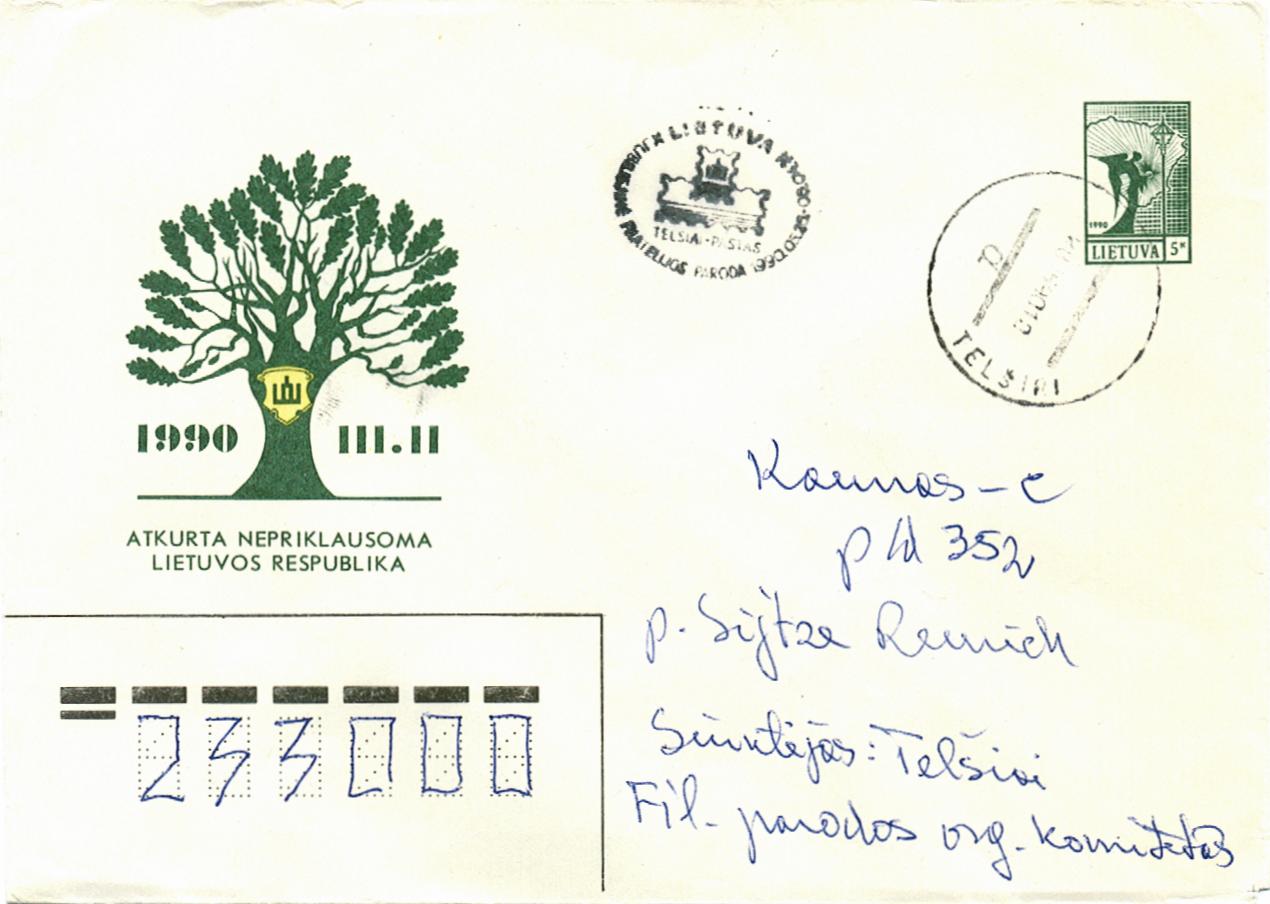 LIETUVA
JUBILIEJINĖ FILATELIJOS PARODA 1990
TELŠIAI-PAŠTAS
1990
LIETUVA 5ᴷ
TELŠIAI
1990 III.11
ATKURTA NEPRIKLAUSOMA
LIETUVOS RESPUBLIKA
Kaunas-c
p/d 352
p. Sijtze Reurich
Siuntėjas: Telšiai
Fil. parodos org. komitetas
233000